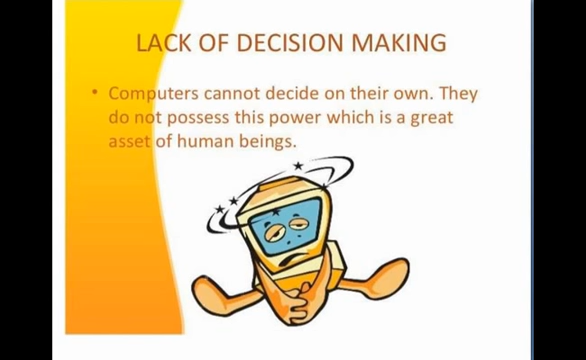 LACK OF DECISION MAKING
• Computers cannot decide on their own. They
do not possess this power which is a great
asset of human beings.